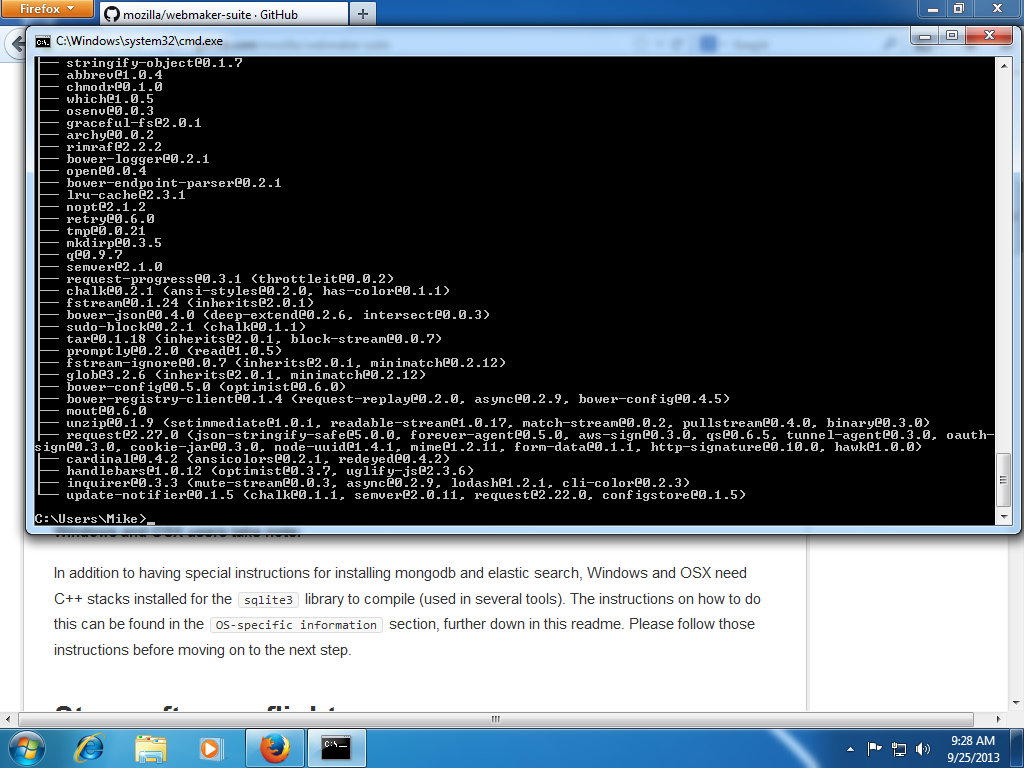 Firefox
mozilla/webmaker-suite · GitHub
C:\Windows\system32\cmd.exe
├── stringify-object@0.1.7
├── abbrev@1.0.4
├── chmodr@0.1.0
├── which@1.0.5
├── osenv@0.0.3
├── graceful-fs@2.0.1
├── archy@0.0.2
├── rimraf@2.2.2
├── bower-logger@0.2.1
├── open@0.0.4
├── bower-endpoint-parser@0.2.1
├── lru-cache@2.3.1
├── nopt@2.1.2
├── retry@0.6.0
├── tmp@0.0.21
├── mkdirp@0.3.5
├── q@0.9.7
├── semver@2.1.0
├── request-progress@0.3.1 (throttleit@0.0.2)
├── chalk@0.2.1 (ansi-styles@0.2.0, has-color@0.1.1)
├── fstream@0.1.24 (inherits@2.0.1)
├── bower-json@0.4.0 (deep-extend@0.2.6, intersect@0.0.3)
├── sudo-block@0.2.1 (chalk@0.1.1)
├── tar@0.1.18 (inherits@2.0.1, block-stream@0.0.7)
├── promptly@0.2.0 (read@1.0.5)
├── fstream-ignore@0.0.7 (inherits@2.0.1, minimatch@0.2.12)
├── glob@3.2.6 (inherits@2.0.1, minimatch@0.2.12)
├── bower-config@0.5.0 (optimist@0.6.0)
├── bower-registry-client@0.1.4 (request-replay@0.2.0, async@0.2.9, bower-config@0.4.5)
├── mout@0.6.0
├── unzip@0.1.9 (setimmediate@1.0.1, readable-stream@1.0.17, match-stream@0.0.2, pullstream@0.4.0, binary@0.3.0)
├── request@2.27.0 (json-stringify-safe@5.0.0, forever-agent@0.5.0, aws-sign@0.3.0, qs@0.6.5, tunnel-agent@0.3.0, oauth-
sign@0.3.0, cookie-jar@0.3.0, node-uuid@1.4.1, mime@1.2.11, form-data@0.1.1, http-signature@0.10.0, hawk@1.0.0)
├── cardinal@0.4.2 (ansicolors@0.2.1, redeyed@0.4.2)
├── handlebars@1.0.12 (optimist@0.3.7, uglify-js@2.3.6)
├── inquirer@0.3.3 (mute-stream@0.0.3, async@0.2.9, lodash@1.2.1, cli-color@0.2.3)
└── update-notifier@0.1.5 (chalk@0.1.1, semver@2.0.11, request@2.22.0, configstore@0.1.5)
C:\Users\Mike>_
Windows and OSX users take note:
In addition to having special instructions for installing mongodb and elastic search, Windows and OSX need
C++ stacks installed for the sqlite3 library to compile (used in several tools). The instructions on how to do
this can be found in the OS-specific information section, further down in this readme. Please follow those
instructions before moving on to the next step.
9:28 AM
9/25/2013